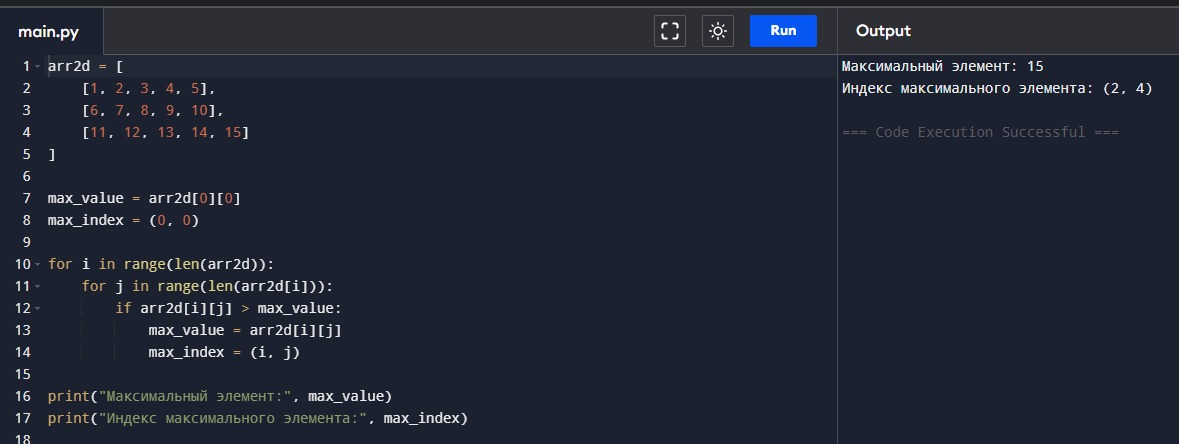 main.py
Run
Output
1 arr2d = [
2     [1, 2, 3, 4, 5],
3     [6, 7, 8, 9, 10],
4     [11, 12, 13, 14, 15]
5 ]
6
7 max_value = arr2d[0][0]
8 max_index = (0, 0)
9
10 for i in range(len(arr2d)):
11     for j in range(len(arr2d[i])):
12         if arr2d[i][j] > max_value:
13             max_value = arr2d[i][j]
14             max_index = (i, j)
15
16 print("Максимальный элемент:", max_value)
17 print("Индекс максимального элемента:", max_index)
18
Максимальный элемент: 15
Индекс максимального элемента: (2, 4)
=== Code Execution Successful ===